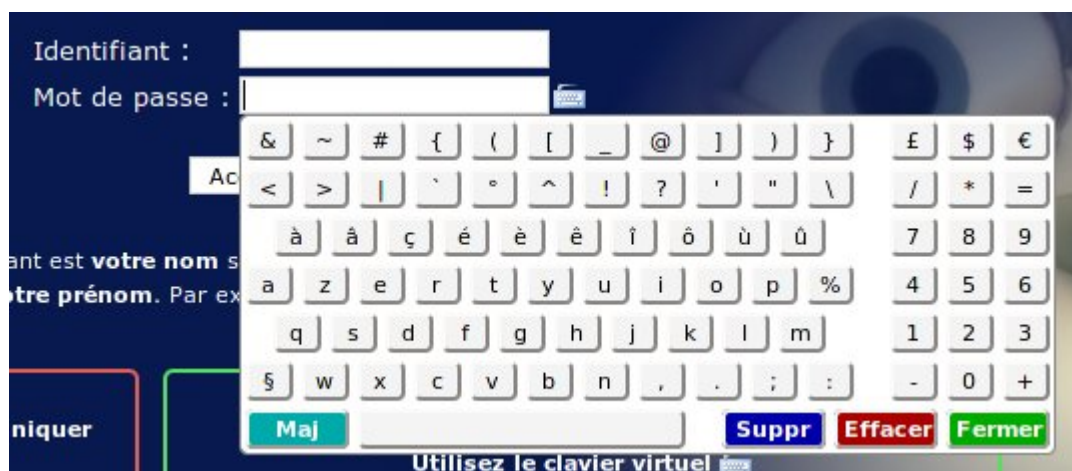 Identifiant :
Mot de passe :
& ~ # { ( [ _ @ ] ) } £ $ €
Ac
< > | ` ° ^ ! ? ' " \ / * =
à â ç é è ê î ô ù û 7 8 9
ant est votre nom s
a z e r t y u i o p % 4 5 6
otre prénom. Par ex
q s d f g h j k l m 1 2 3
§ w x c v b n , . ; : - 0 +
niquer
Maj Suppr Effacer Fermer
Utilisez le clavier virtuel